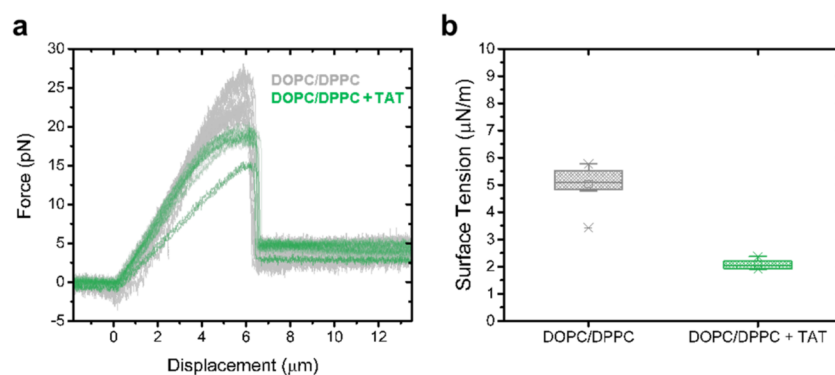 a
30
25
20
15
10
5
0
-5
Force (pN)
DOPC/DPPC
DOPC/DPPC + TAT
0 2 4 6 8 10 12
Displacement (μm)
b
10
9
8
7
6
5
4
3
2
1
0
Surface Tension (μN/m)
DOPC/DPPC DOPC/DPPC + TAT